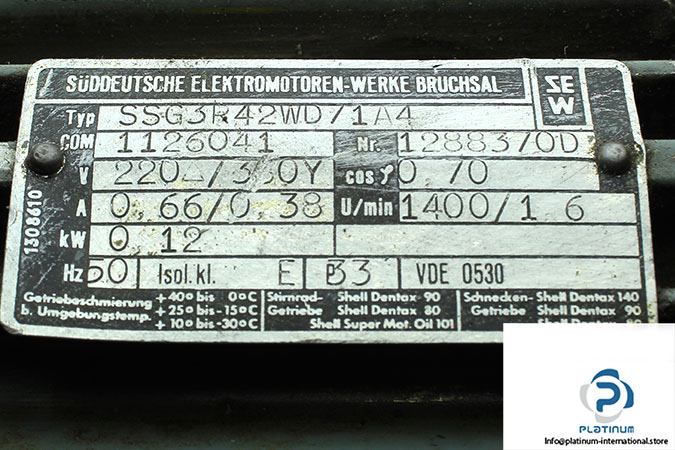 SÜDDEUTSCHE ELEKTROMOTOREN-WERKE BRUCHSAL
SEW
Typ SSG3R42WD/1A4
COM 1126041 Nr. 12883/0D
V 220Δ/380Y cos φ 0,70
A 0,66/0,38 U/min 1400/1,6
kW 0,12
Hz 50 Isol.kl. E P33 VDE 0530
1308610
Getriebeschmierung + 40° bis 0°C Stirnrad- Shell Dentax 90 Schnecken- Shell Dentax 140
b. Umgebungstemp. + 25° bis -15°C Getriebe Shell Dentax 80 Getriebe Shell Dentax 90
+ 10° bis -30°C Shell Super Mot. Oil 101
PLATINUM
Info@platinum-international.store